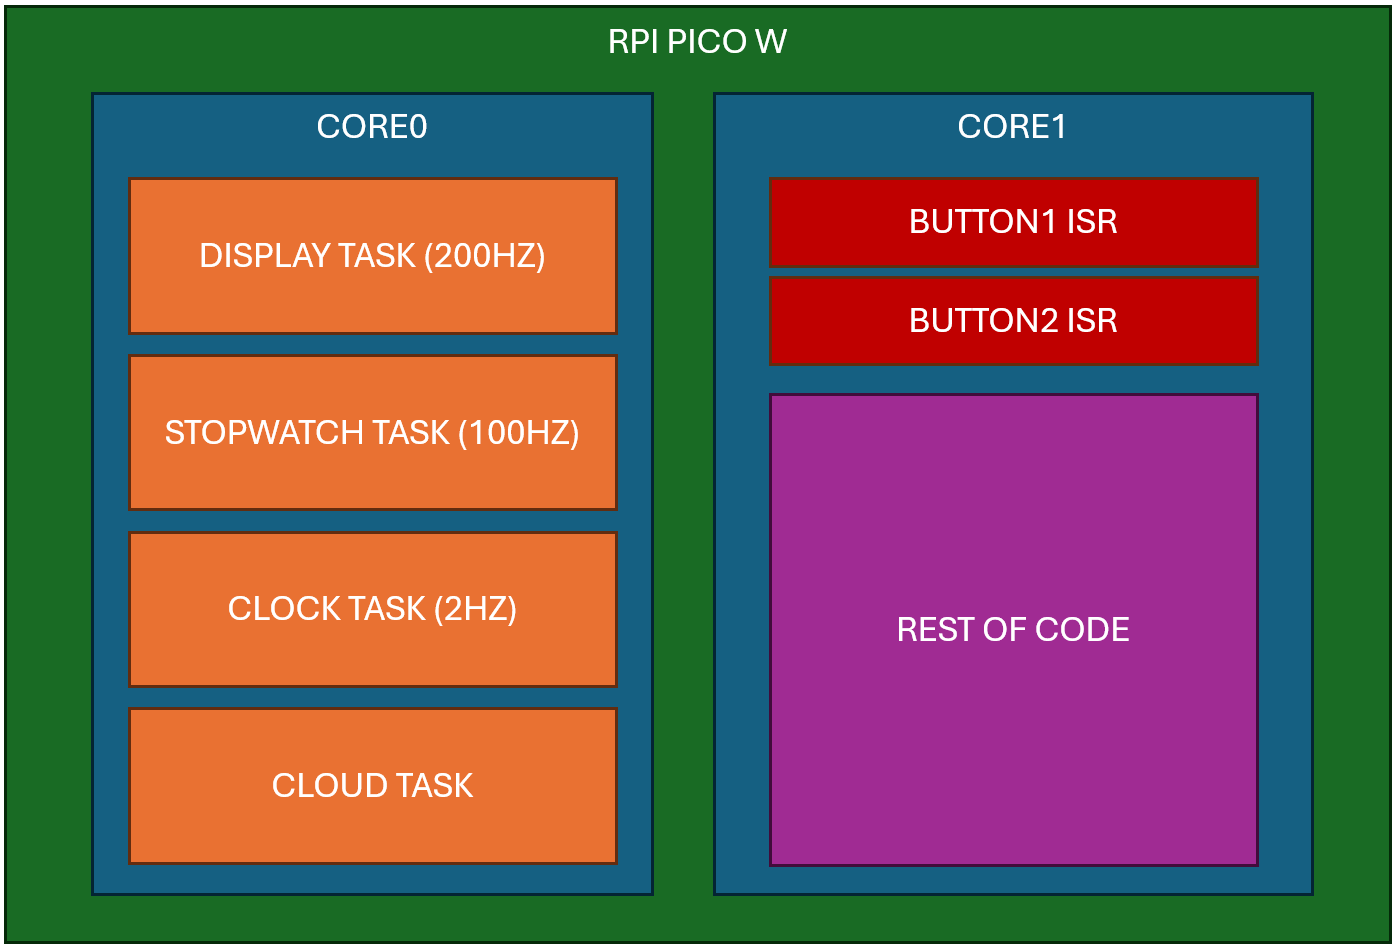 RPI PICO W
CORE0
DISPLAY TASK (200HZ)
STOPWATCH TASK (100HZ)
CLOCK TASK (2HZ)
CLOUD TASK
CORE1
BUTTON1 ISR
BUTTON2 ISR
REST OF CODE